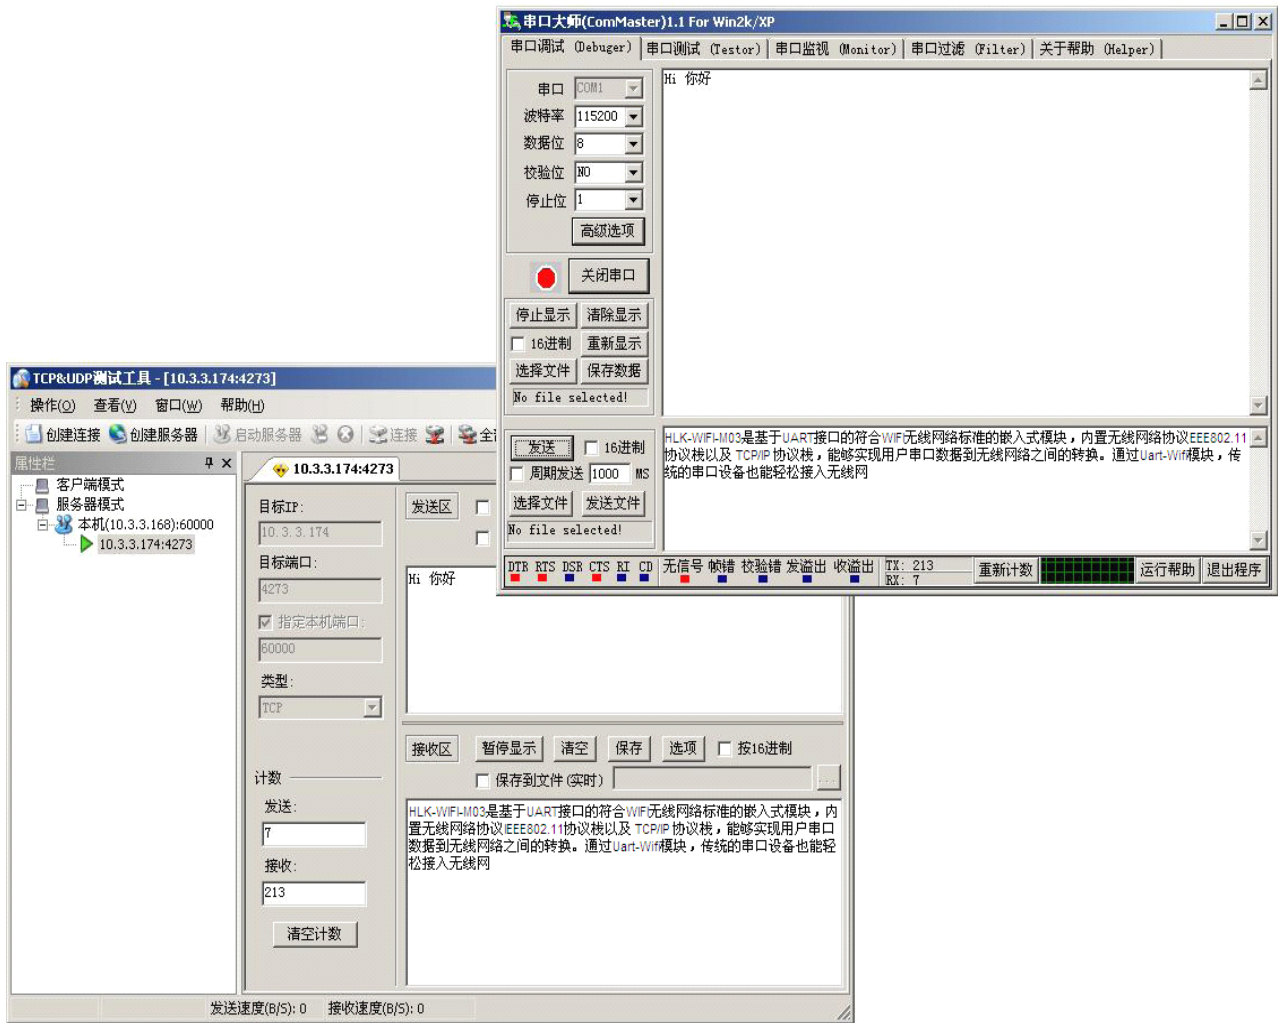 串口大师(ComMaster)1.1 For Win2k/XP
串口调试 (Debuger) 串口测试 (Testor) 串口监视 (Monitor) 串口过滤 (Filter) 关于帮助 (Helper)
串口 COM1
波特率 115200
数据位 8
校验位 NO
停止位 1
高级选项
关闭串口
停止显示 清除显示
16进制 重新显示
选择文件 保存数据
No file selected!
Hi 你好
发送 16进制
周期发送 1000 MS
选择文件 发送文件
No file selected!
HLK-WIFI-M03是基于UART接口的符合WIFI无线网络标准的嵌入式模块，内置无线网络协议IEEE802.11
协议栈以及 TCP/IP 协议栈，能够实现用户串口数据到无线网络之间的转换。通过Uart-Wifi模块，传
统的串口设备也能轻松接入无线网
DTR RTS DSR CTS RI CD 无信号 帧错 校验错 发溢出 收溢出 TX: 213 重新计数 运行帮助 退出程序
RX: 7
TCP&UDP测试工具 - [10.3.3.174:4273]
操作(O) 查看(V) 窗口(W) 帮助(H)
创建连接 创建服务器 启动服务器 连接 全
属性栏
客户端模式
服务器模式
本机(10.3.3.168):60000
10.3.3.174:4273
10.3.3.174:4273
目标IP:
10. 3. 3. 174
目标端口:
4273
指定本机端口:
60000
类型:
TCP
计数
发送:
7
接收:
213
清空计数
发送区
Hi 你好
接收区 暂停显示 清空 保存 选项 按16进制
保存到文件(实时) ...
HLK-WIFI-M03是基于UART接口的符合WIFI无线网络标准的嵌入式模块，内
置无线网络协议IEEE802.11协议栈以及 TCP/IP 协议栈，能够实现用户串口
数据到无线网络之间的转换。通过Uart-Wifi模块，传统的串口设备也能轻
松接入无线网
发送速度(B/S): 0 接收速度(B/S): 0